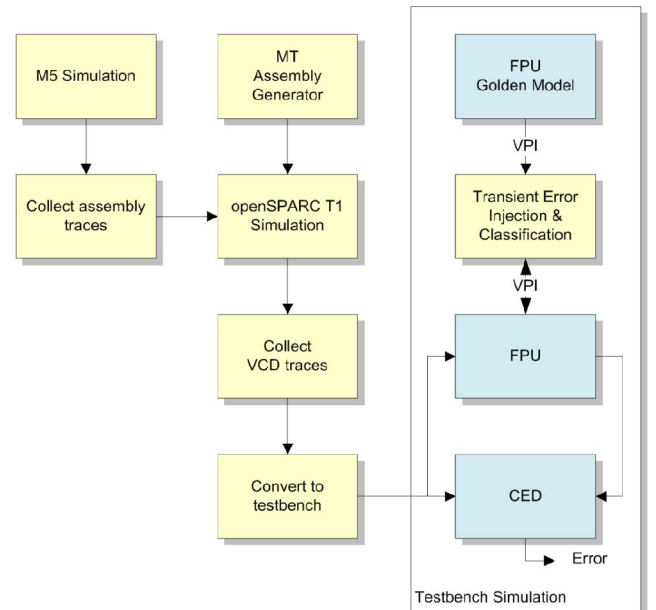 M5 Simulation
MT
Assembly
Generator
FPU
Golden Model
VPI
Collect assembly
traces
openSPARC T1
Simulation
Transient Error
Injection &
Classification
VPI
Collect
VCD traces
FPU
Convert to
testbench
CED
Error
Testbench Simulation